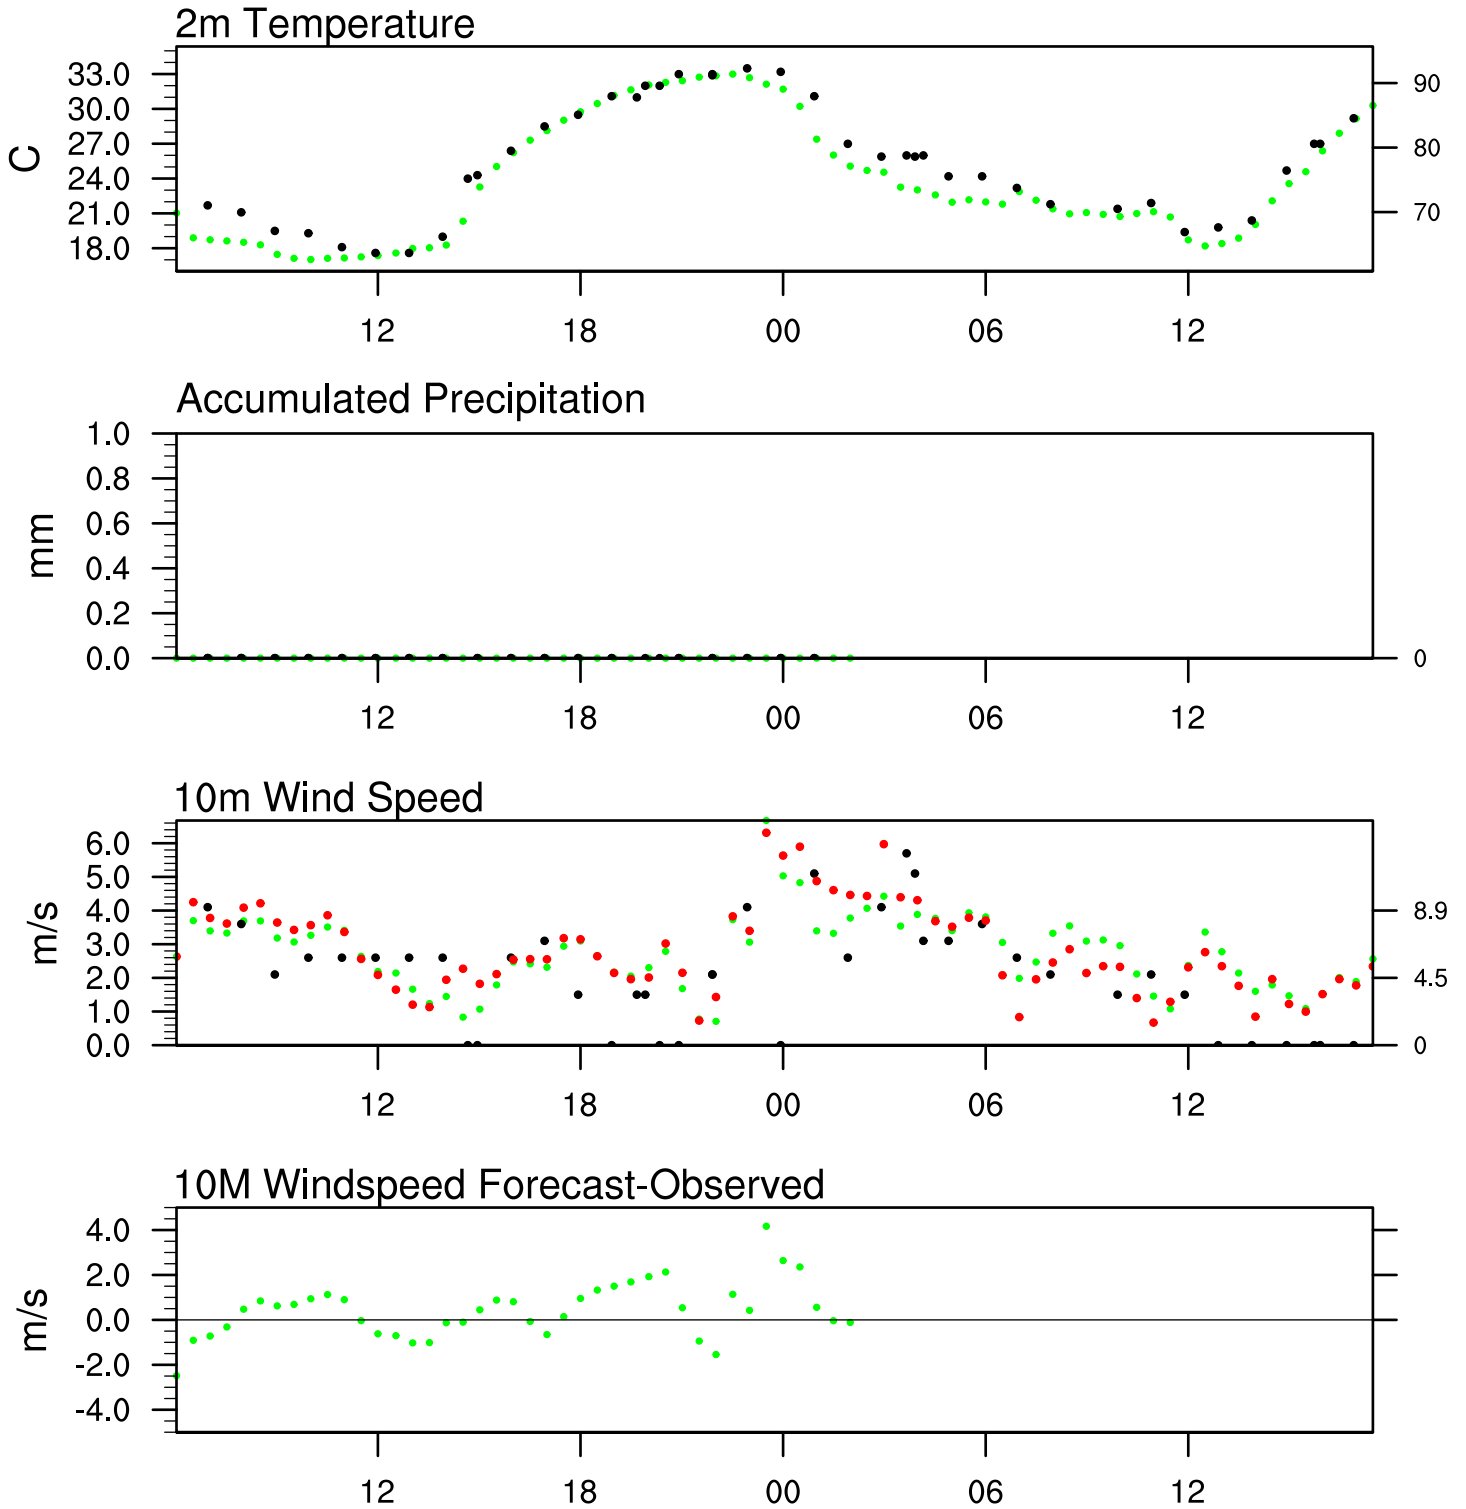 2m Temperature
33.0
30.0
27.0
24.0
21.0
18.0
C
90
80
70
12 18 00 06 12
Accumulated Precipitation
1.0
0.8
0.6
0.4
0.2
0.0
mm
0
12 18 00 06 12
10m Wind Speed
6.0
5.0
4.0
3.0
2.0
1.0
0.0
m/s
8.9
4.5
0
12 18 00 06 12
10M Windspeed Forecast-Observed
4.0
2.0
0.0
-2.0
-4.0
m/s
12 18 00 06 12